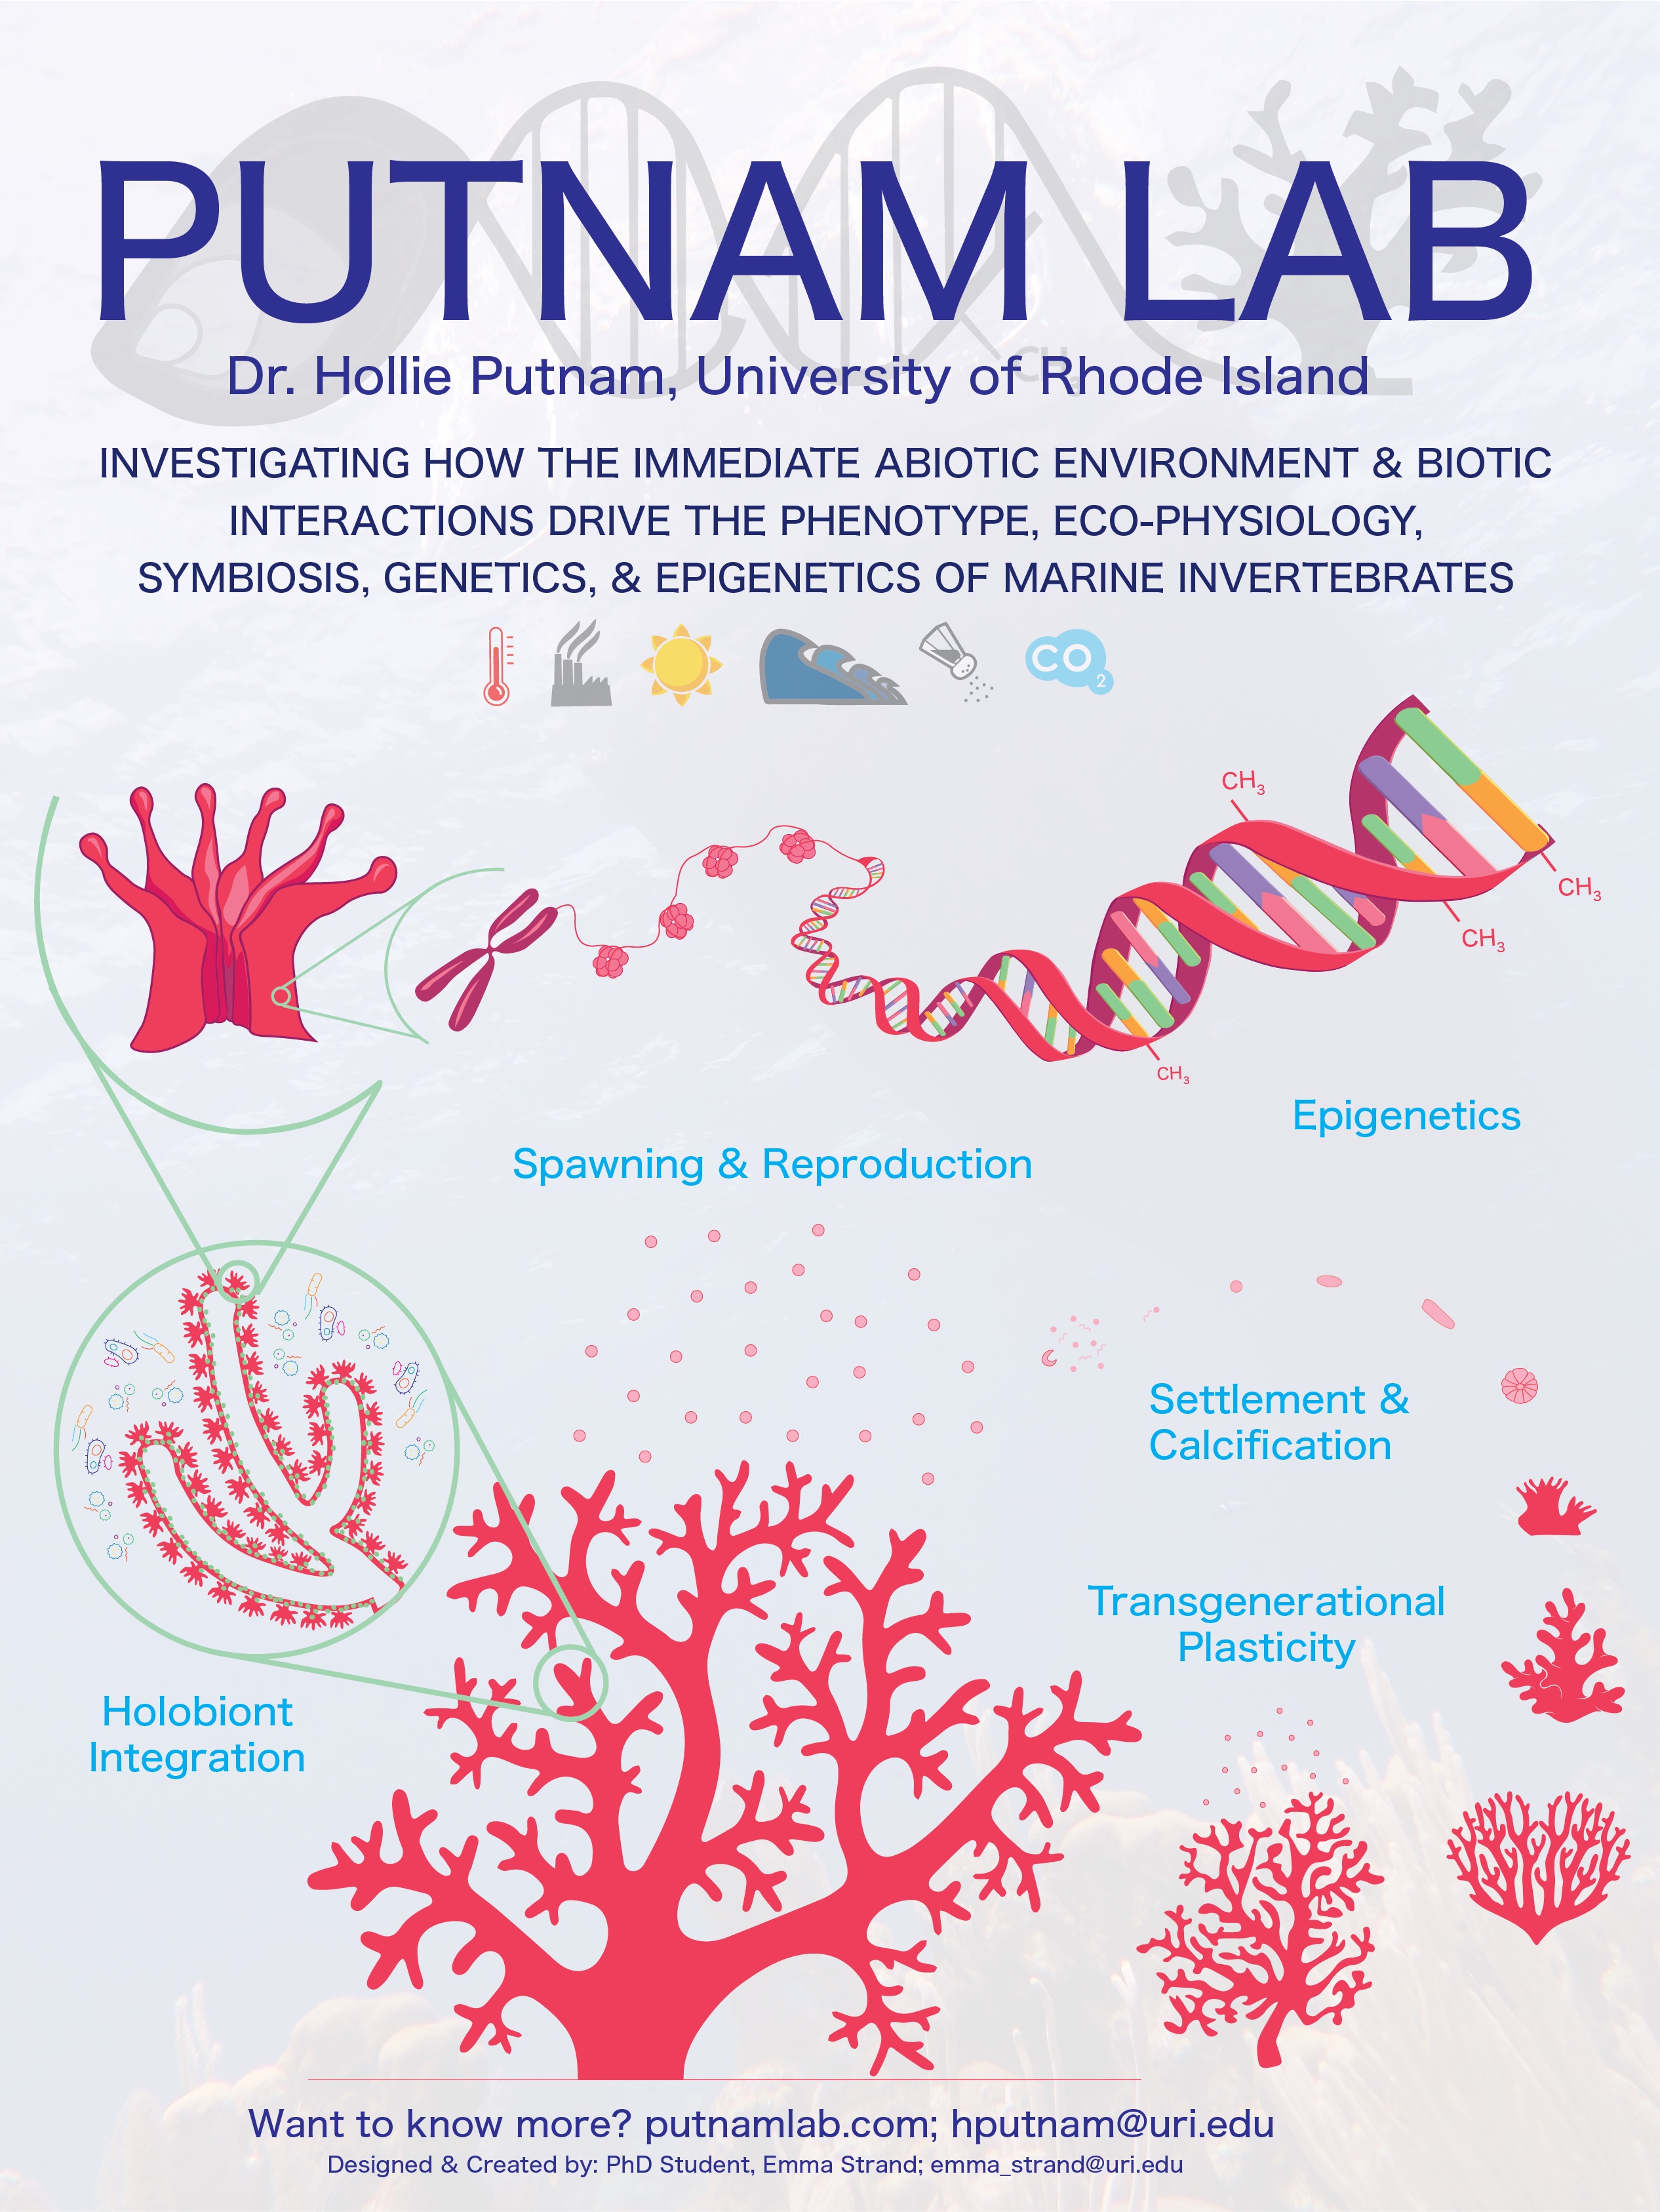 PUTNAM LAB
CH
Dr. Hollie Putnam, University of Rhode Island
INVESTIGATING HOW THE IMMEDIATE ABIOTIC ENVIRONMENT & BIOTIC
INTERACTIONS DRIVE THE PHENOTYPE, ECO-PHYSIOLOGY,
SYMBIOSIS, GENETICS, & EPIGENETICS OF MARINE INVERTEBRATES
CO2
CH3
CH3
CH3
CH3
Epigenetics
Spawning & Reproduction
Settlement &
Calcification
Transgenerational
Plasticity
Holobiont
Integration
Want to know more? putnamlab.com; hputnam@uri.edu
Designed & Created by: PhD Student, Emma Strand; emma_strand@uri.edu